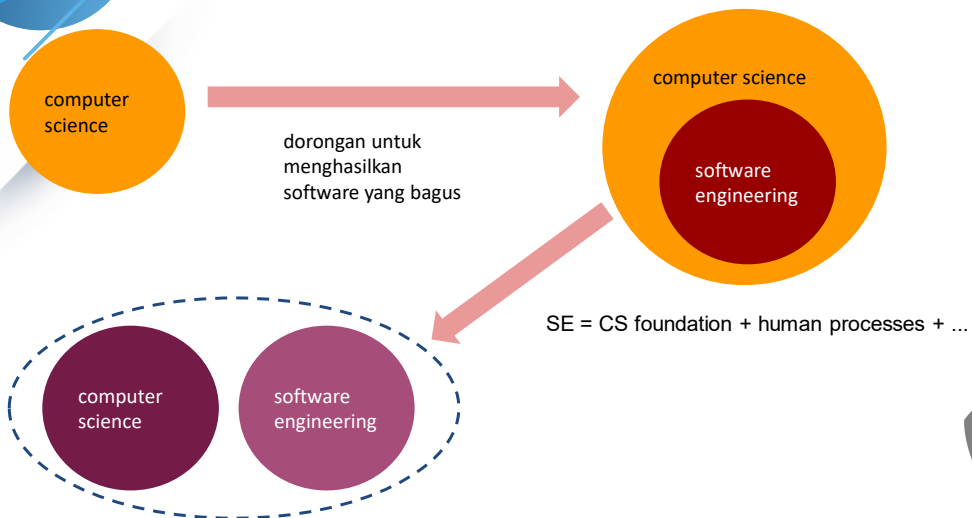 computer
science
dorongan untuk
menghasilkan
software yang bagus
computer science
software
engineering
SE = CS foundation + human processes + ...
computer
science
software
engineering